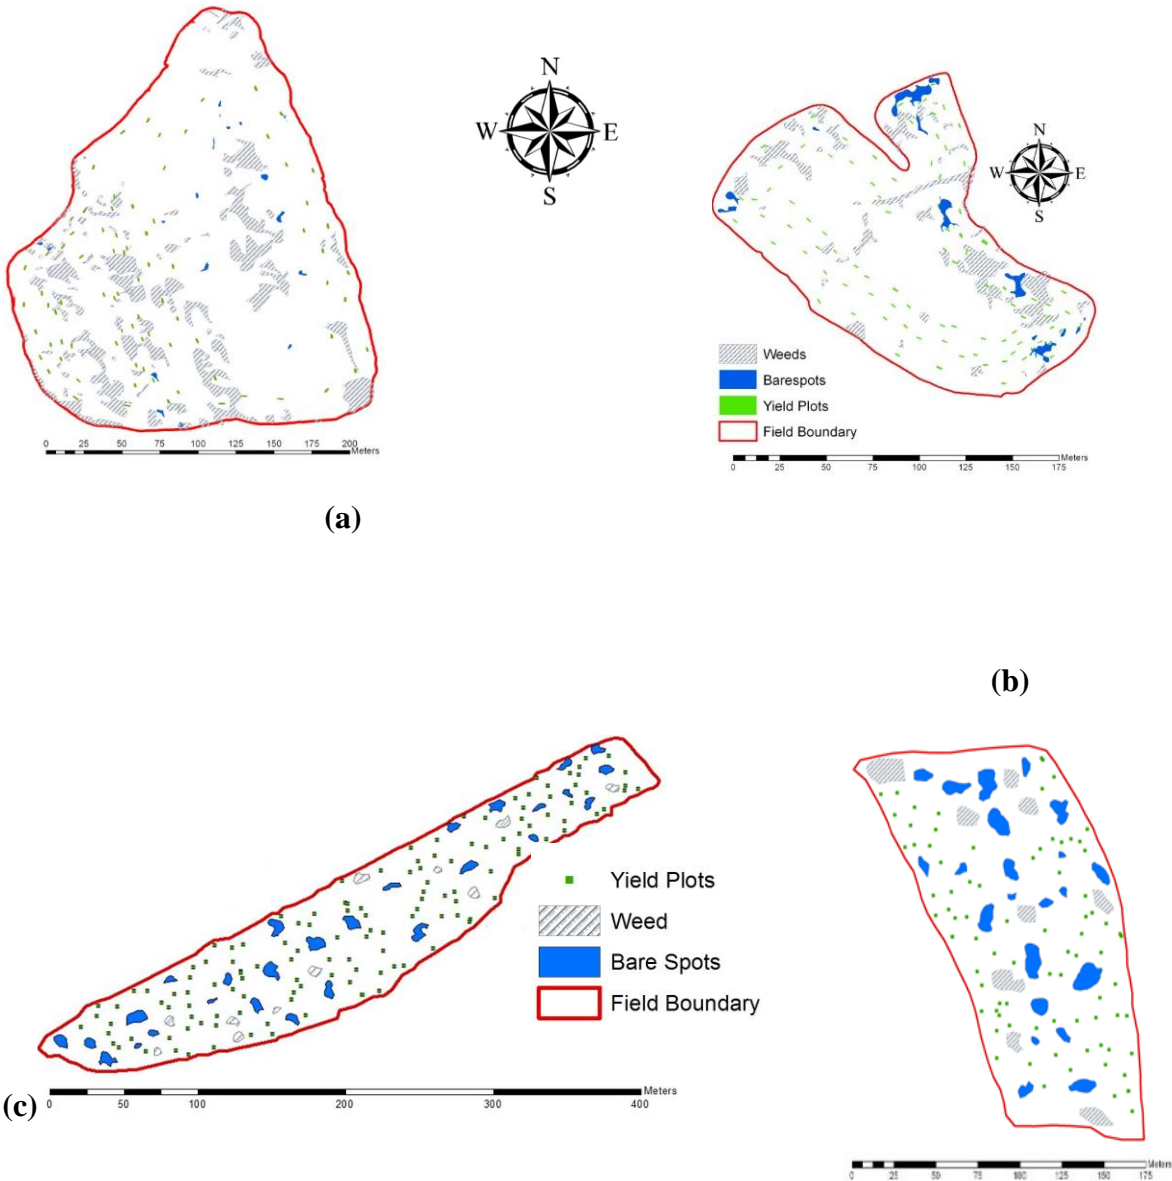 N
W E
S
0 25 50 75 100 125 150 175 200
Meters
(a)
N
W E
S
Weeds
Barespots
Yield Plots
Field Boundary
0 25 50 75 100 125 150 175
Meters
(b)
Yield Plots
Weed
Bare Spots
Field Boundary
Meters
0 50 100 200 300 400
(c)
Meters
0 25 50 75 100 125 150 175